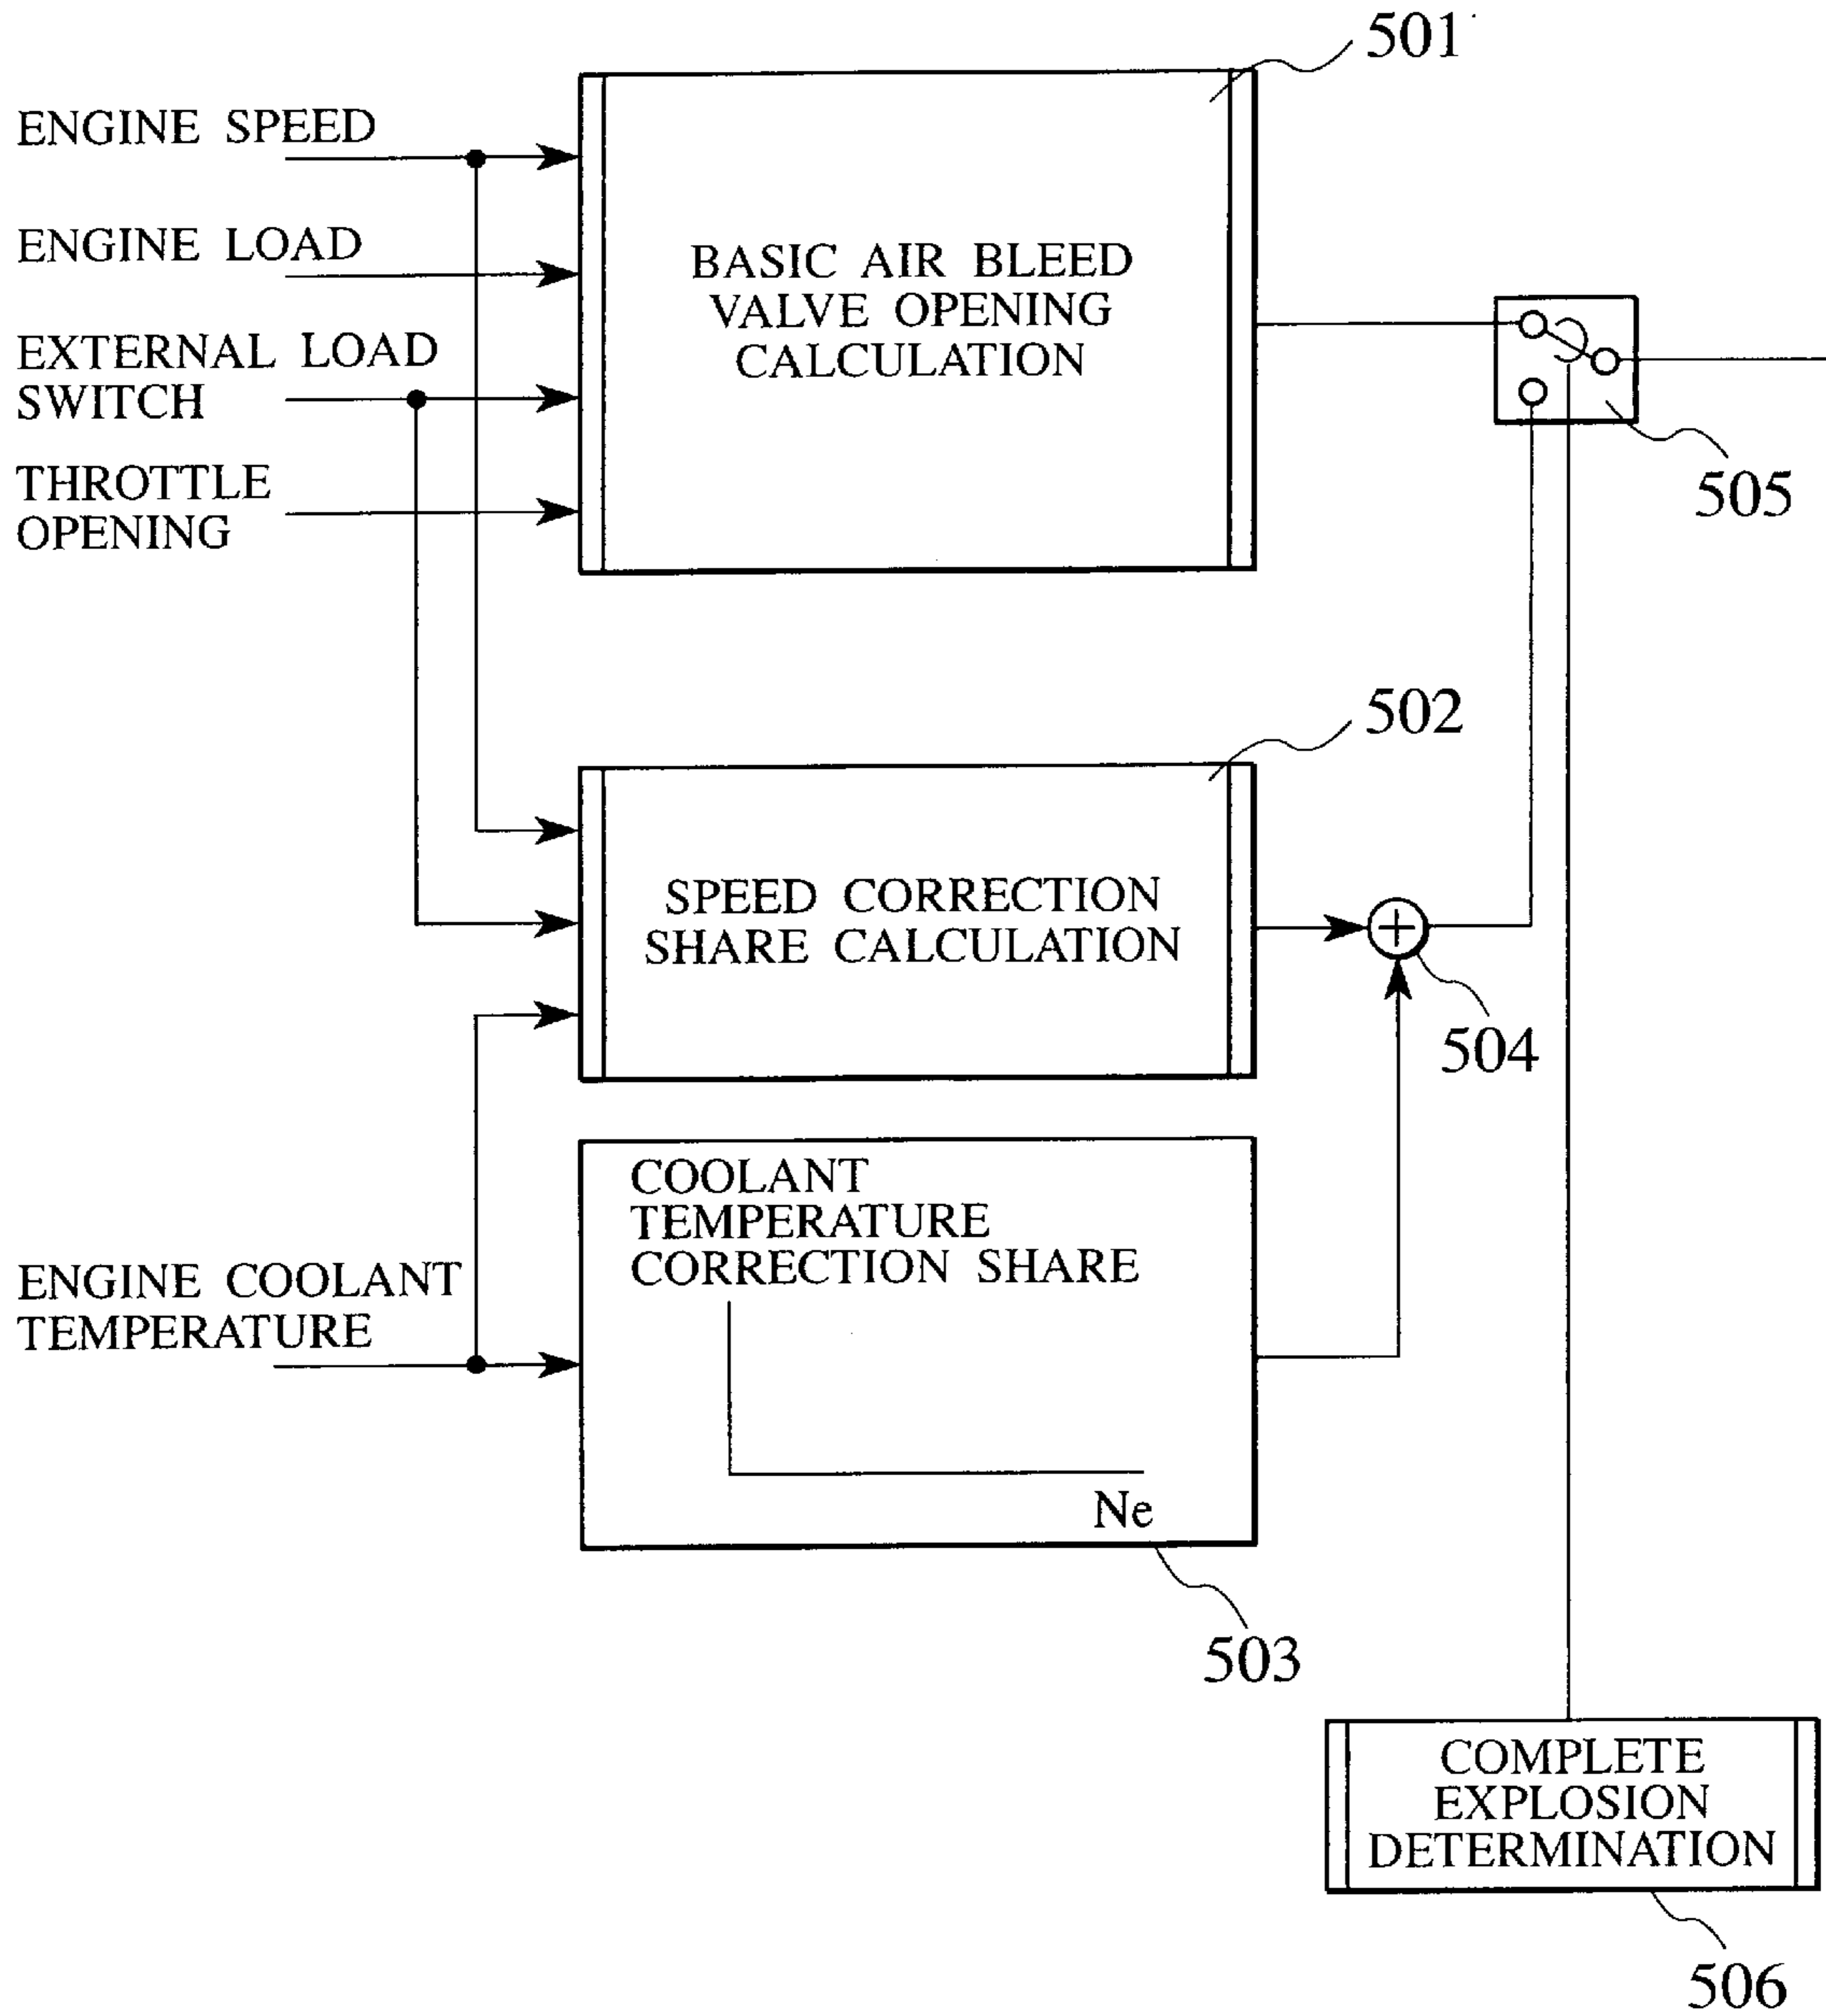 501
ENGINE SPEED
ENGINE LOAD
EXTERNAL LOAD
SWITCH
THROTTLE
OPENING
BASIC AIR BLEED
VALVE OPENING
CALCULATION
505
502
SPEED CORRECTION
SHARE CALCULATION
504
COOLANT
TEMPERATURE
CORRECTION SHARE
ENGINE COOLANT
TEMPERATURE
Ne
503
COMPLETE
EXPLOSION
DETERMINATION
506